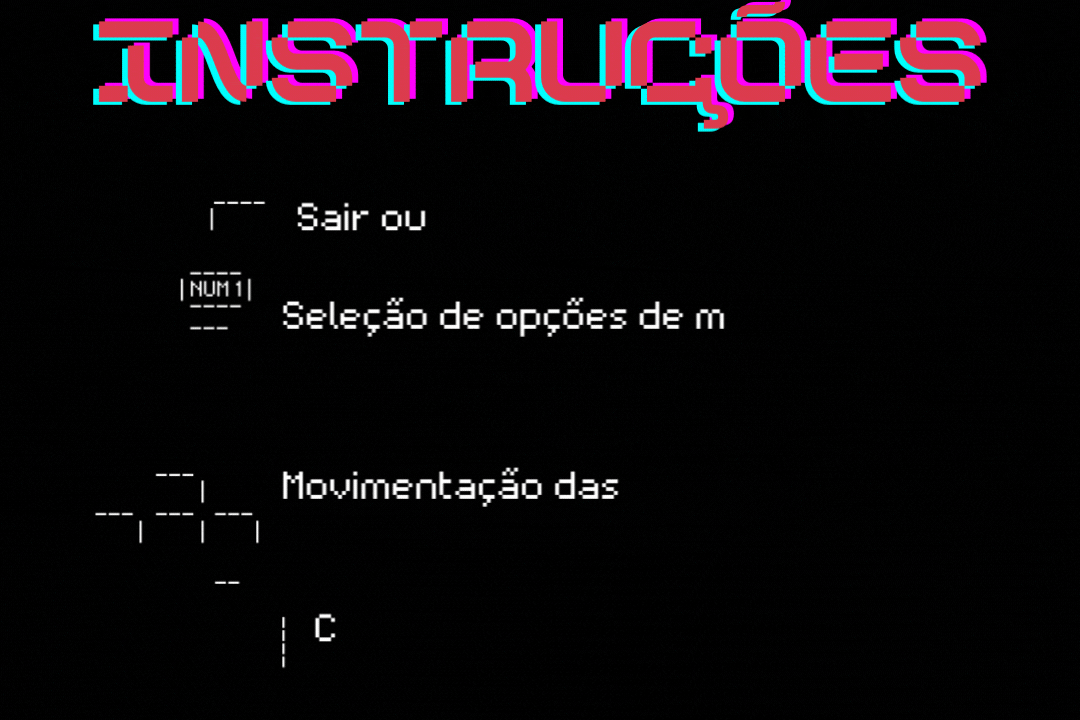 INSTRUÇÕES
Sair ou
NUM 1
Seleção de opções de m
Movimentação das
C